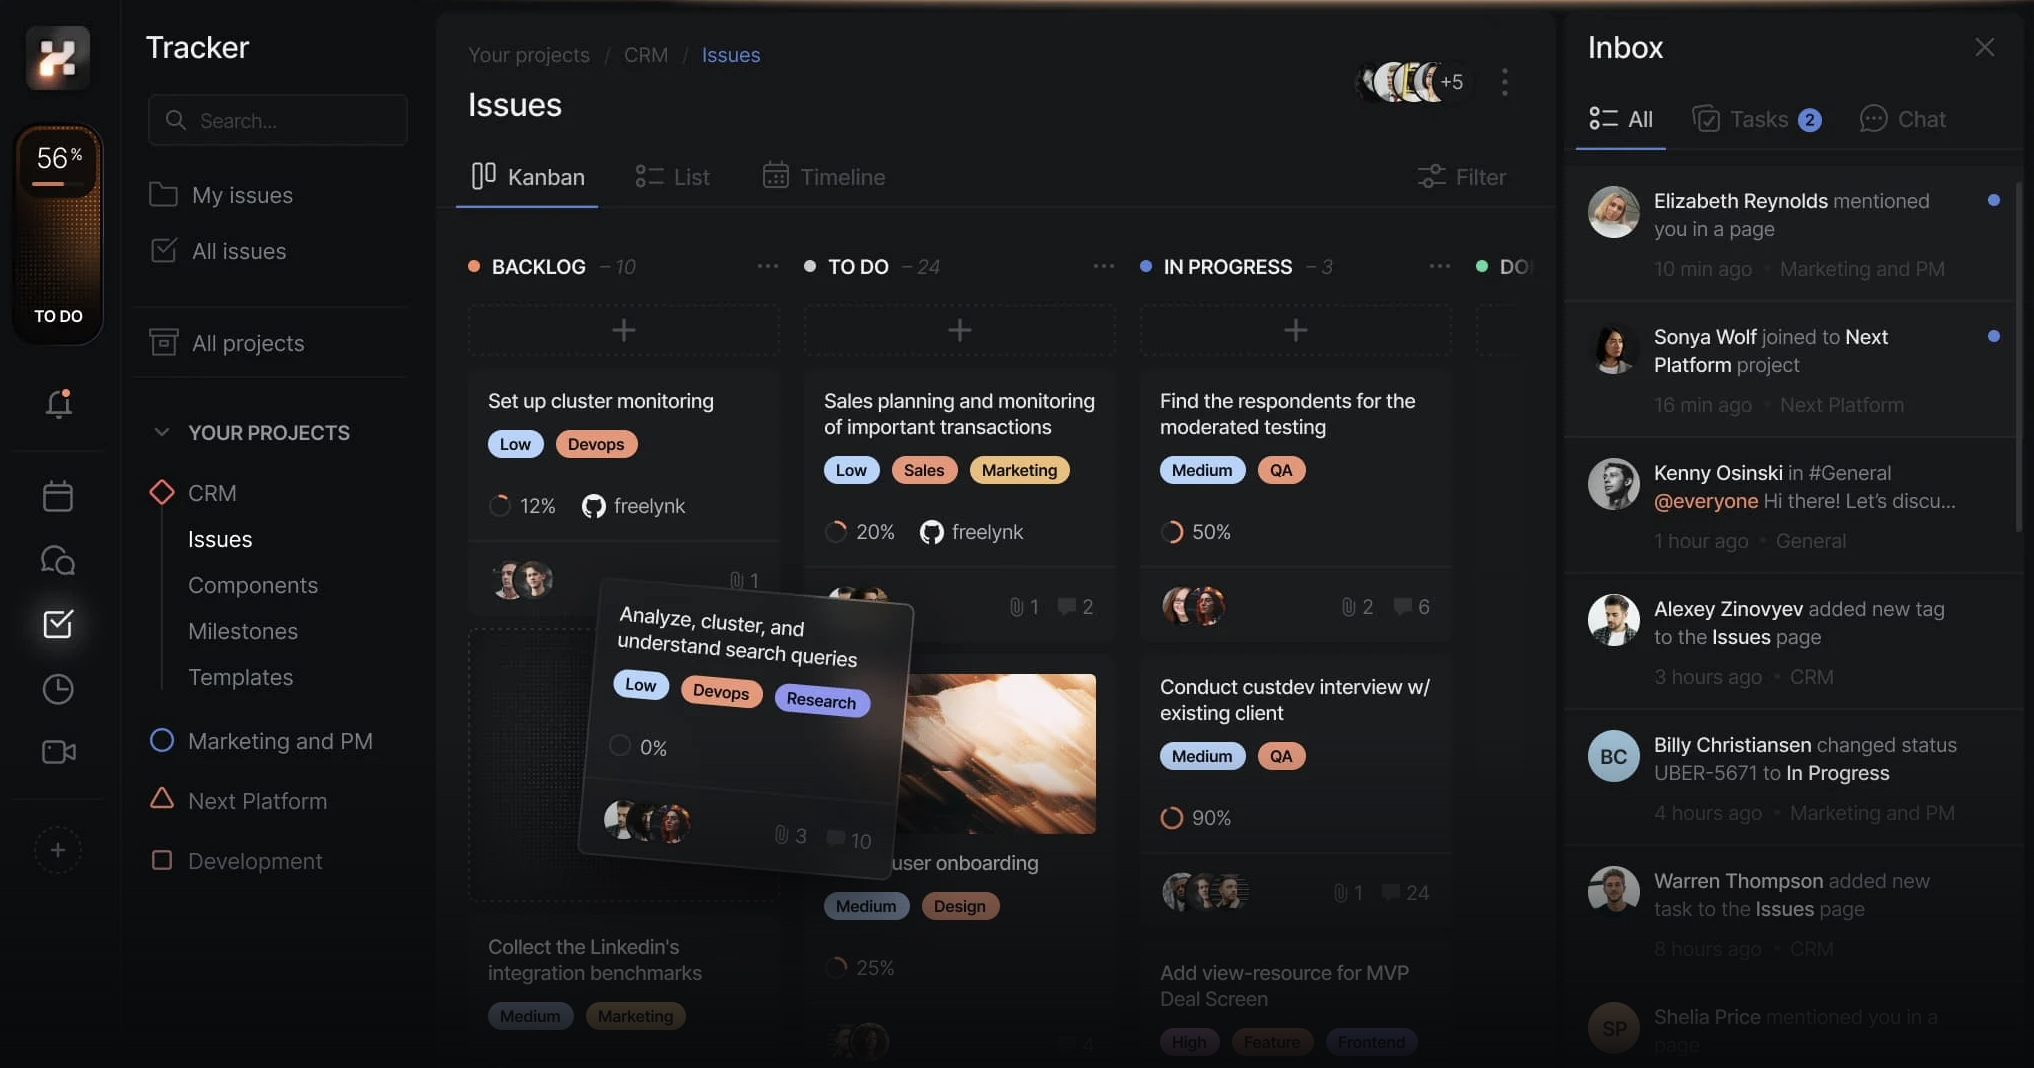 Tracker
Search...
56%
TO DO
My issues
All issues
All projects
YOUR PROJECTS
CRM
Issues
Components
Milestones
Templates
Marketing and PM
Next Platform
Development
Your projects / CRM / Issues
Issues
+5
Kanban
List
Timeline
Filter
BACKLOG – 10
Set up cluster monitoring
Low Devops
12% freelynk
1
Analyze, cluster, and
understand search queries
Low Devops Research
0%
3 10
Collect the Linkedin's
integration benchmarks
Medium Marketing
TO DO – 24
Sales planning and monitoring
of important transactions
Low Sales Marketing
20% freelynk
1 2
user onboarding
Medium Design
25%
4
IN PROGRESS – 3
Find the respondents for the
moderated testing
Medium QA
50%
2 6
Conduct custdev interview w/
existing client
Medium QA
90%
1 24
Add view-resource for MVP
Deal Screen
High Feature Frontend
Inbox
All
Tasks 2
Chat
Elizabeth Reynolds mentioned
you in a page
10 min ago • Marketing and PM
Sonya Wolf joined to Next
Platform project
16 min ago • Next Platform
Kenny Osinski in #General
@everyone Hi there! Let's discu...
1 hour ago • General
Alexey Zinovyev added new tag
to the Issues page
3 hours ago • CRM
BC
Billy Christiansen changed status
UBER-5671 to In Progress
4 hours ago • Marketing and PM
Warren Thompson added new
task to the Issues page
8 hours ago • CRM
SP
Shelia Price mentioned you in a
page